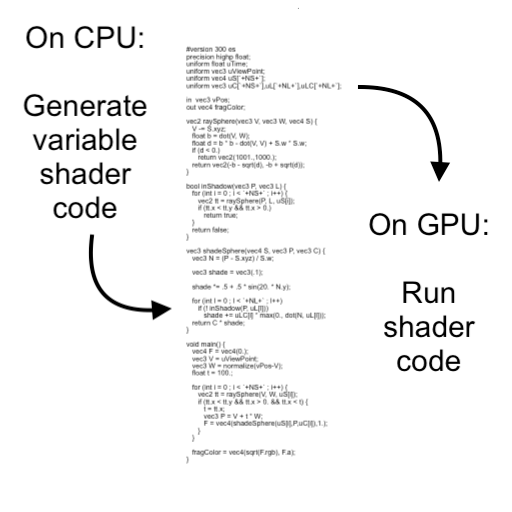 On CPU:
Generate
variable
shader
code
#version 300 es
precision highp float;
uniform float uTime;
uniform vec3 uViewPoint;
uniform vec4 uS[`+NS+`];
uniform vec3 uC[`+NS+`],uL[`+NL+`],uLC[`+NL+`];
in vec3 vPos;
out vec4 fragColor;
vec2 raySphere(vec3 V, vec3 W, vec4 S) {
V -= S.xyz;
float b = dot(V, W);
float d = b * b - dot(V, V) + S.w * S.w;
if (d < 0.)
return vec2(1001.,1000.);
return vec2(-b - sqrt(d), -b + sqrt(d));
}
bool inShadow(vec3 P, vec3 L) {
for (int i = 0 ; i < `+NS+` ; i++) {
vec2 tt = raySphere(P, L, uS[i]);
if (tt.x < tt.y && tt.x > 0.)
return true;
}
return false;
}
vec3 shadeSphere(vec4 S, vec3 P, vec3 C) {
vec3 N = (P - S.xyz) / S.w;
vec3 shade = vec3(.1);
shade *= .5 + .5 * sin(20. * N.y);
for (int l = 0 ; l < `+NL+` ; l++)
if (! inShadow(P, uL[l]))
shade += uLC[l] * max(0., dot(N, uL[l]));
return C * shade;
}
void main() {
vec4 F = vec4(0.);
vec3 V = uViewPoint;
vec3 W = normalize(vPos-V);
float t = 100.;
for (int i = 0 ; i < `+NS+` ; i++) {
vec2 tt = raySphere(V, W, uS[i]);
if (tt.x < tt.y && tt.x > 0. && tt.x < t) {
t = tt.x;
vec3 P = V + t * W;
F = vec4(shadeSphere(uS[i],P,uC[i]),1.);
}
}
fragColor = vec4(sqrt(F.rgb), F.a);
}
On GPU:
Run
shader
code